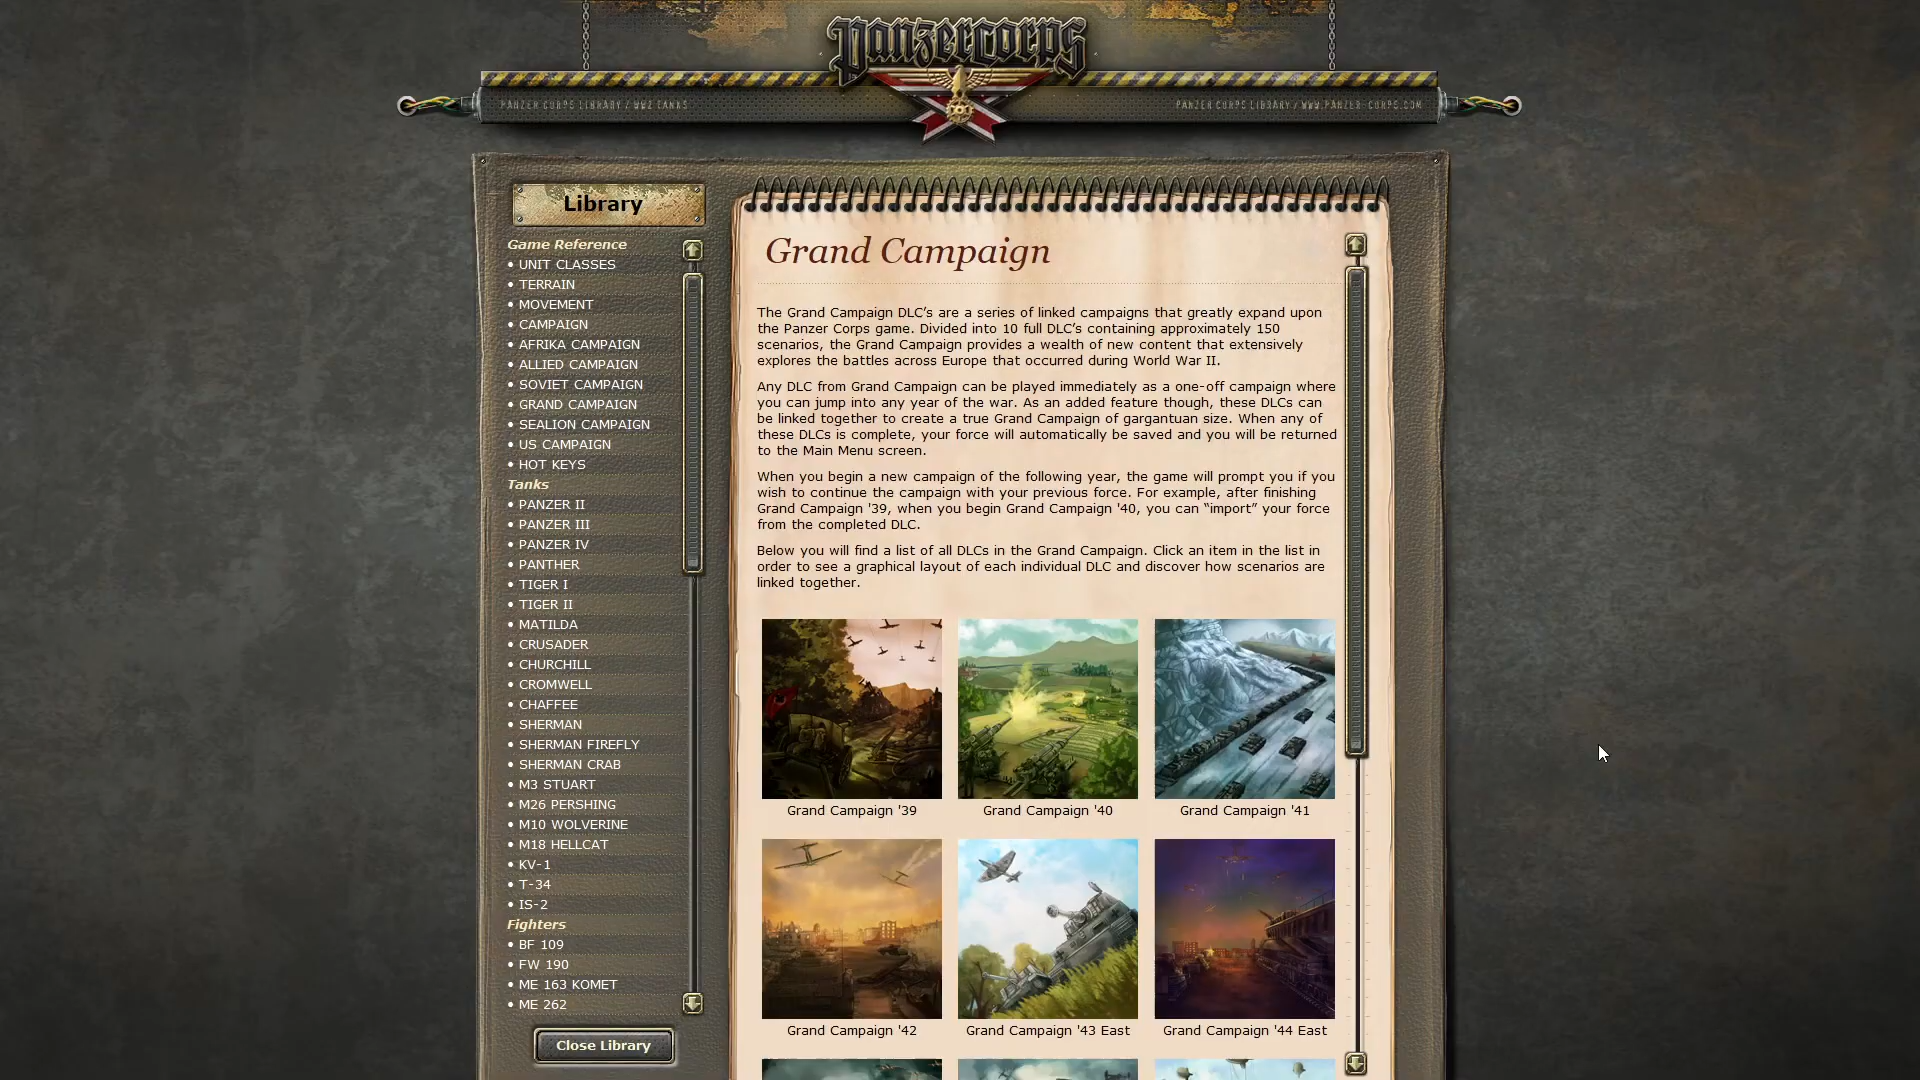 Panzercorps
PANZER CORPS LIBRARY / WW2 TANKS
PANZER CORPS LIBRARY / WWW.PANZER-CORPS.COM
Library
Game Reference
• UNIT CLASSES
• TERRAIN
• MOVEMENT
• CAMPAIGN
• AFRIKA CAMPAIGN
• ALLIED CAMPAIGN
• SOVIET CAMPAIGN
• GRAND CAMPAIGN
• SEALION CAMPAIGN
• US CAMPAIGN
• HOT KEYS
Tanks
• PANZER II
• PANZER III
• PANZER IV
• PANTHER
• TIGER I
• TIGER II
• MATILDA
• CRUSADER
• CHURCHILL
• CROMWELL
• CHAFFEE
• SHERMAN
• SHERMAN FIREFLY
• SHERMAN CRAB
• M3 STUART
• M26 PERSHING
• M10 WOLVERINE
• M18 HELLCAT
• KV-1
• T-34
• IS-2
Fighters
• BF 109
• FW 190
• ME 163 KOMET
• ME 262
Close Library
Grand Campaign
The Grand Campaign DLC’s are a series of linked campaigns that greatly expand upon
the Panzer Corps game. Divided into 10 full DLC’s containing approximately 150
scenarios, the Grand Campaign provides a wealth of new content that extensively
explores the battles across Europe that occurred during World War II.
Any DLC from Grand Campaign can be played immediately as a one-off campaign where
you can jump into any year of the war. As an added feature though, these DLCs can
be linked together to create a true Grand Campaign of gargantuan size. When any of
these DLCs is complete, your force will automatically be saved and you will be returned
to the Main Menu screen.
When you begin a new campaign of the following year, the game will prompt you if you
wish to continue the campaign with your previous force. For example, after finishing
Grand Campaign '39, when you begin Grand Campaign '40, you can “import” your force
from the completed DLC.
Below you will find a list of all DLCs in the Grand Campaign. Click an item in the list in
order to see a graphical layout of each individual DLC and discover how scenarios are
linked together.
Grand Campaign '39
Grand Campaign '40
Grand Campaign '41
Grand Campaign '42
Grand Campaign '43 East
Grand Campaign '44 East